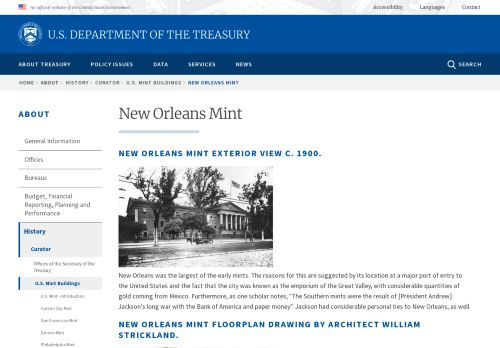 An official website of the United States Government
Accessibility Languages Contact
U.S. DEPARTMENT OF THE TREASURY
ABOUT TREASURY POLICY ISSUES DATA SERVICES NEWS SEARCH
HOME › ABOUT › HISTORY › CURATOR › U.S. MINT BUILDINGS › NEW ORLEANS MINT
ABOUT
General Information
Offices
Bureaus
Budget, Financial
Reporting, Planning and
Performance
History
Curator
Offices of the Secretary of the
Treasury
U.S. Mint Buildings
U.S. Mint - Introduction
Carson City Mint
San Francisco Mint
Denver Mint
Philadelphia Mint
New Orleans Mint
NEW ORLEANS MINT EXTERIOR VIEW C. 1900.
New Orleans was the largest of the early mints. The reasons for this are suggested by its location at a major port of entry to
the United States and the fact that the city was known as the emporium of the Great Valley, with considerable quantities of
gold coming from Mexico. Furthermore, as one scholar notes, "The Southern mints were the result of [President Andrew]
Jackson's long war with the Bank of America and paper money". Jackson had considerable personal ties to New Orleans, as well.
NEW ORLEANS MINT FLOORPLAN DRAWING BY ARCHITECT WILLIAM
STRICKLAND.